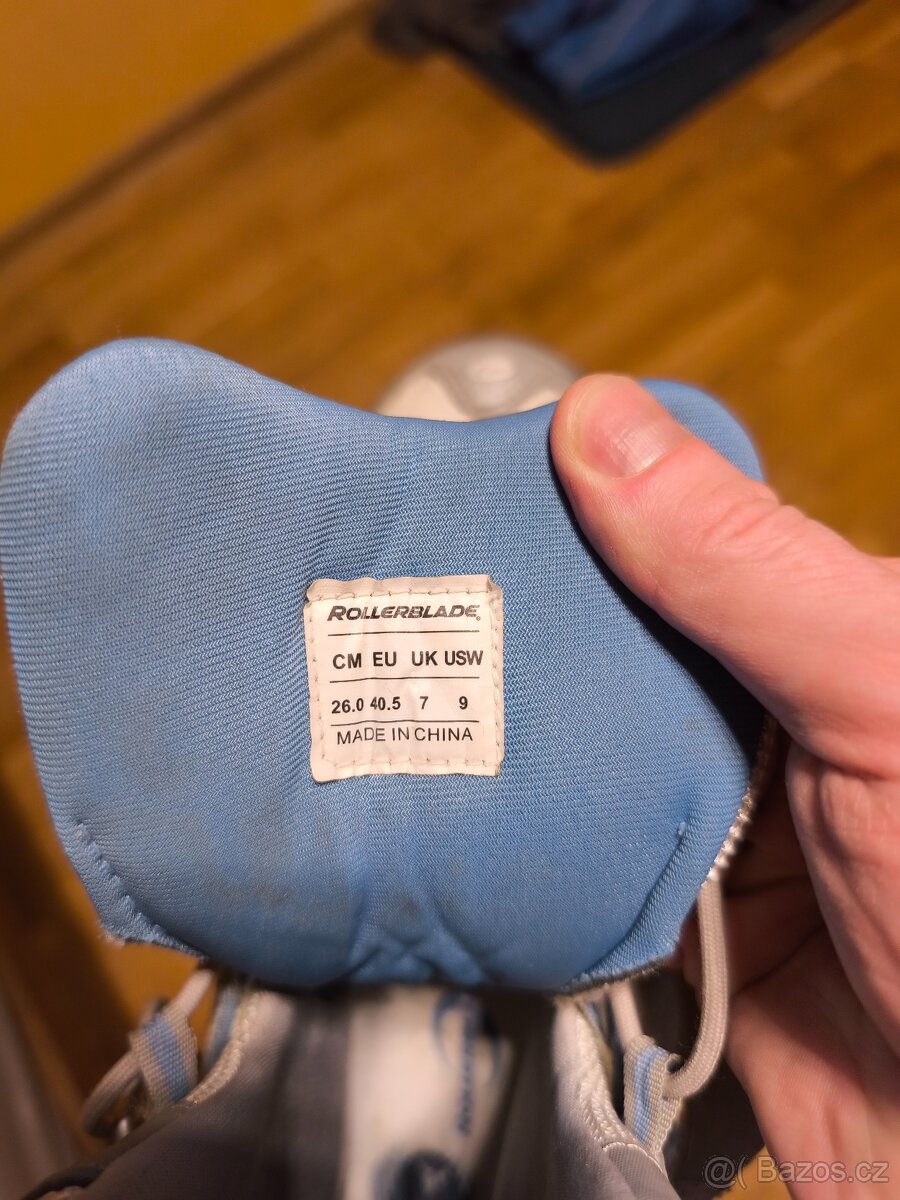 ROLLERBLADE®
CM EU UK USW
26.0 40.5 7 9
MADE IN CHINA
@( Bazos.cz